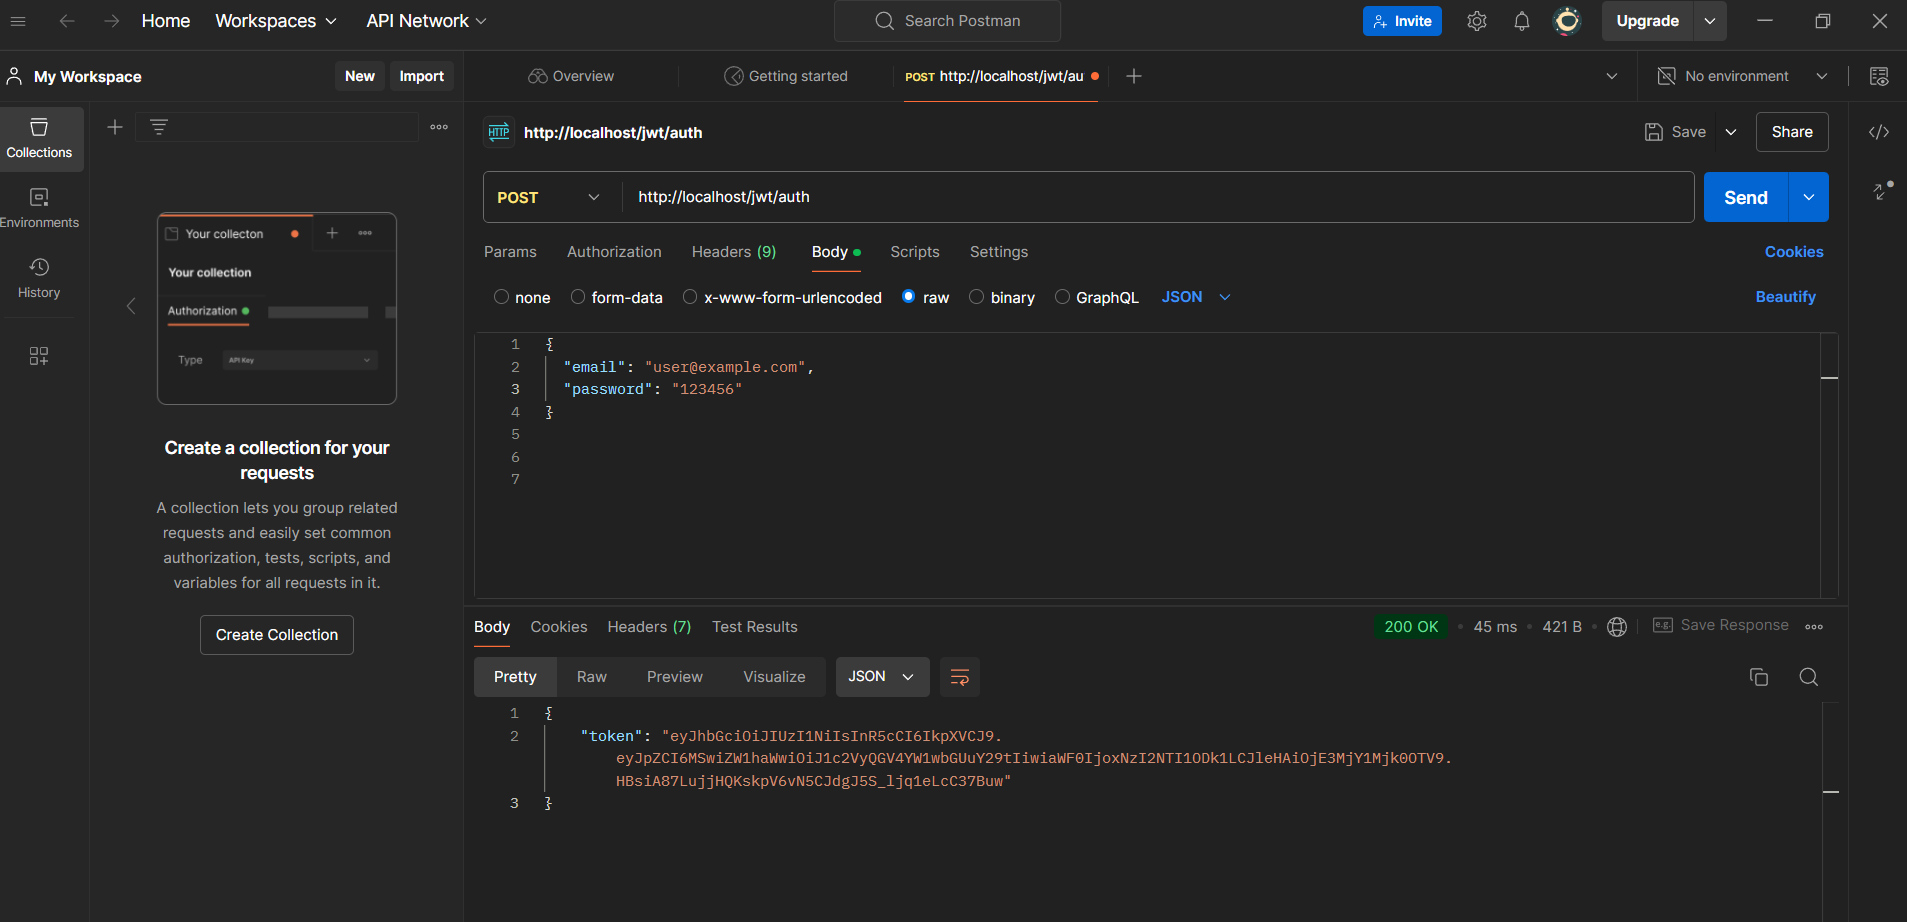 Home
Workspaces
API Network
Search Postman
Invite
Upgrade
My Workspace
New
Import
Overview
Getting started
POST http://localhost/jwt/au
No environment
Collections
Environments
History
Your collecton
Your collection
Authorization
Type
API Key
Create a collection for your
requests
A collection lets you group related
requests and easily set common
authorization, tests, scripts, and
variables for all requests in it.
Create Collection
HTTP
http://localhost/jwt/auth
Save
Share
POST
http://localhost/jwt/auth
Send
Params
Authorization
Headers (9)
Body
Scripts
Settings
Cookies
none
form-data
x-www-form-urlencoded
raw
binary
GraphQL
JSON
Beautify
1 {
2 "email": "user@example.com",
3 "password": "123456"
4 }
5
6
7
Body
Cookies
Headers (7)
Test Results
200 OK
45 ms
421 B
e.g.
Save Response
Pretty
Raw
Preview
Visualize
JSON
1 {
2 "token": "eyJhbGciOiJIUzI1NiIsInR5cCI6IkpXVCJ9.
eyJpZCI6MSwiZW1haWwiOiJ1c2VyQGV4YW1wbGUuY29tIiwiaWF0IjoxNzI2NTI1ODk1LCJleHAiOjE3MjY1Mjk0OTV9.
HBsiA87LujjHQKskpV6vN5CJdgJ5S_ljq1eLcC37Buw"
3 }